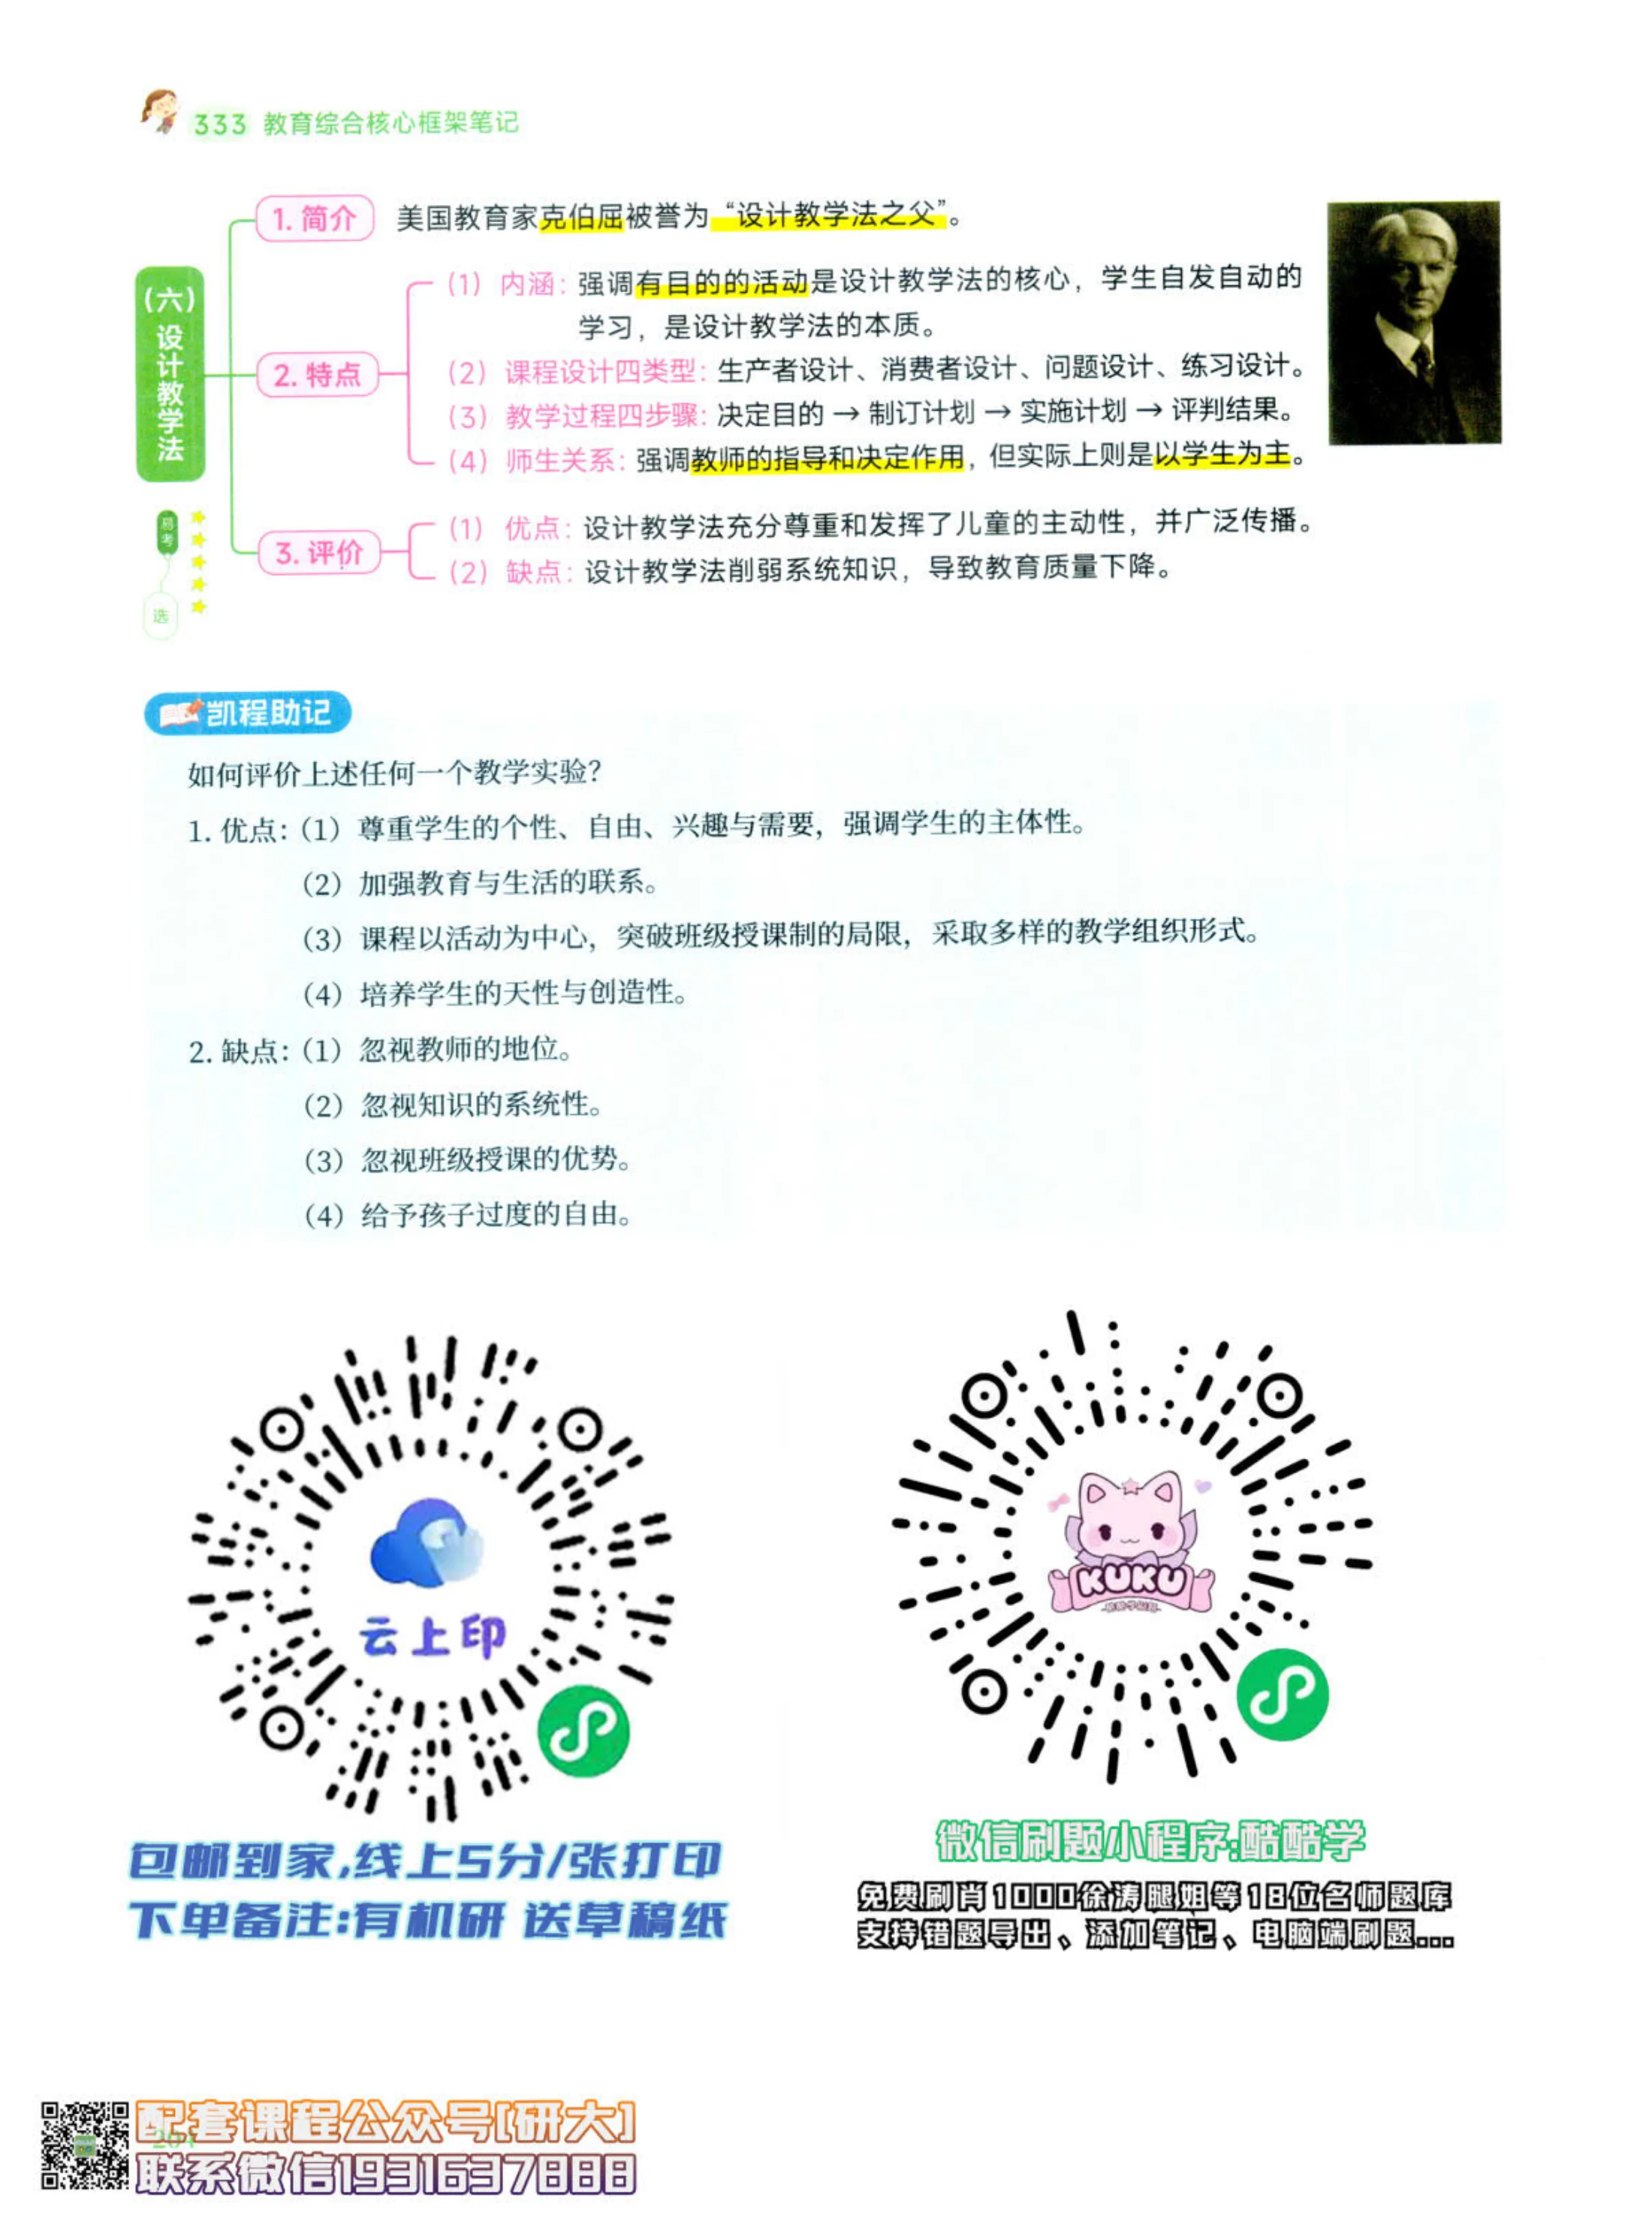 333 教育综合核心框架笔记
(六)设计教学法
易考
选
1. 简介
美国教育家克伯屈被誉为“设计教学法之父”。
2. 特点
(1) 内涵：强调有目的的活动是设计教学法的核心，学生自发自动的
学习，是设计教学法的本质。
(2) 课程设计四类型：生产者设计、消费者设计、问题设计、练习设计。
(3) 教学过程四步骤：决定目的 → 制订计划 → 实施计划 → 评判结果。
(4) 师生关系：强调教师的指导和决定作用，但实际上则是以学生为主。
3. 评价
(1) 优点：设计教学法充分尊重和发挥了儿童的主动性，并广泛传播。
(2) 缺点：设计教学法削弱系统知识，导致教育质量下降。
凯程助记
如何评价上述任何一个教学实验？
1. 优点：（1）尊重学生的个性、自由、兴趣与需要，强调学生的主体性。
（2）加强教育与生活的联系。
（3）课程以活动为中心，突破班级授课制的局限，采取多样的教学组织形式。
（4）培养学生的天性与创造性。
2. 缺点：（1）忽视教师的地位。
（2）忽视知识的系统性。
（3）忽视班级授课的优势。
（4）给予孩子过度的自由。
云上印
KUKU
包邮到家,线上5分/张打印
下单备注:有机研 送草稿纸
微信刷题小程序:酷酷学
免费刷肖1000徐涛腿姐等18位名师题库
支持错题导出、添加笔记、电脑端刷题...
配套课程公众号[研大]
联系微信1931637888